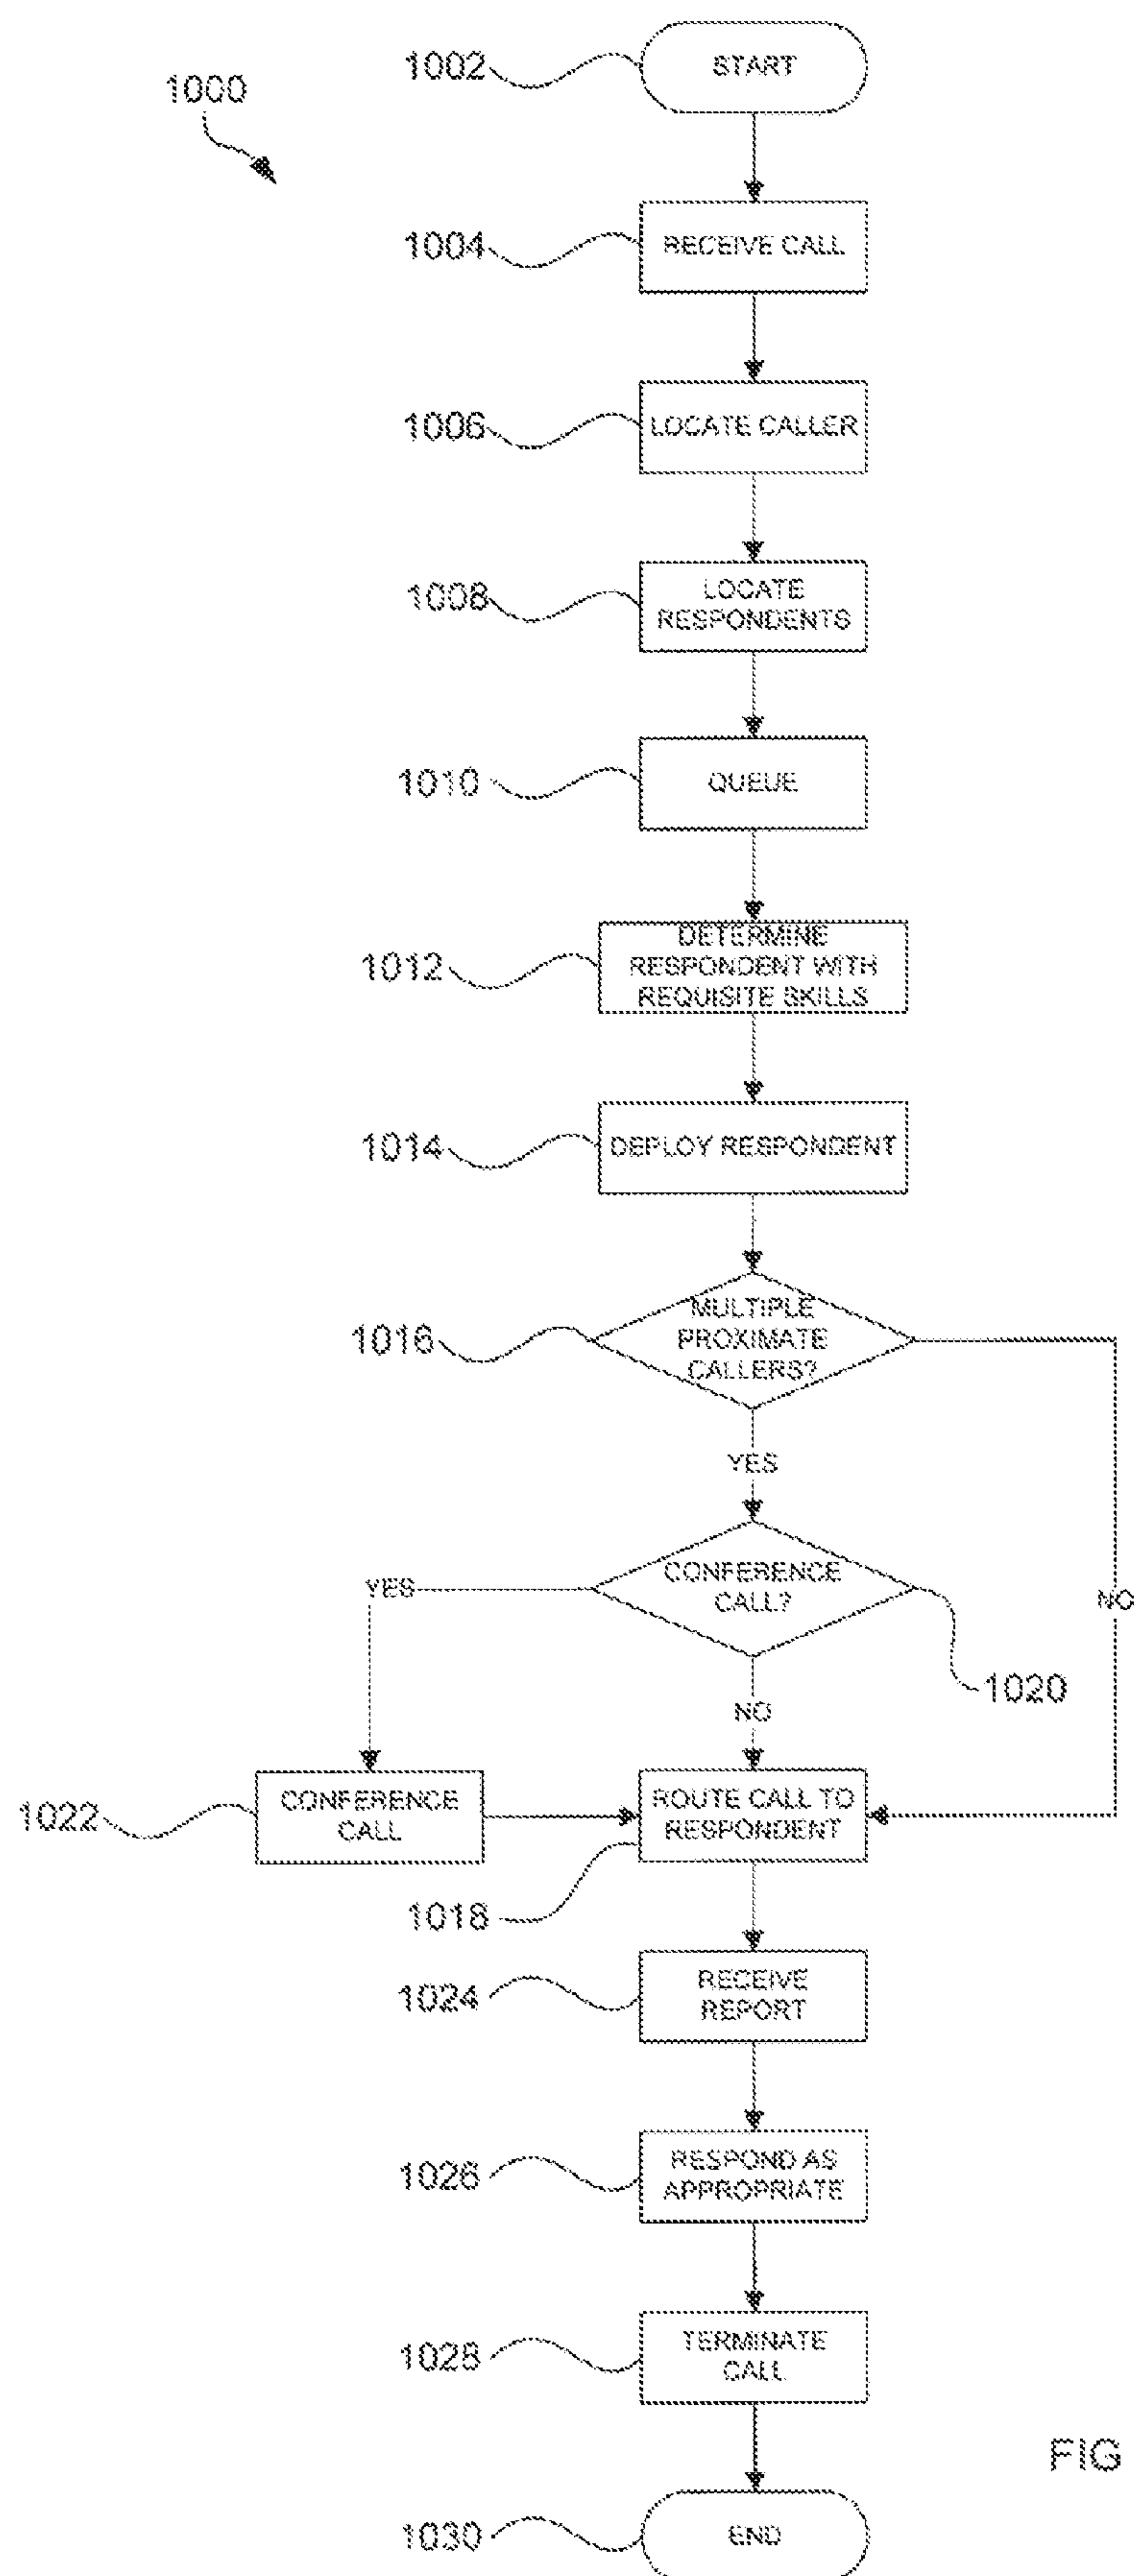 1000
1002
START
1004
RECEIVE CALL
1006
LOCATE CALLER
1008
LOCATE
RESPONDENTS
1010
QUEUE
1012
DETERMINE
RESPONDENT WITH
REQUISITE SKILLS
1014
DEPLOY RESPONDENT
1016
MULTIPLE
PROXIMATE
CALLERS?
YES
NO
CONFERENCE
CALL?
1020
YES
NO
1022
CONFERENCE
CALL
ROUTE CALL TO
RESPONDENT
1018
1024
RECEIVE
REPORT
1026
RESPOND AS
APPROPRIATE
1028
TERMINATE
CALL
FIG
1030
END